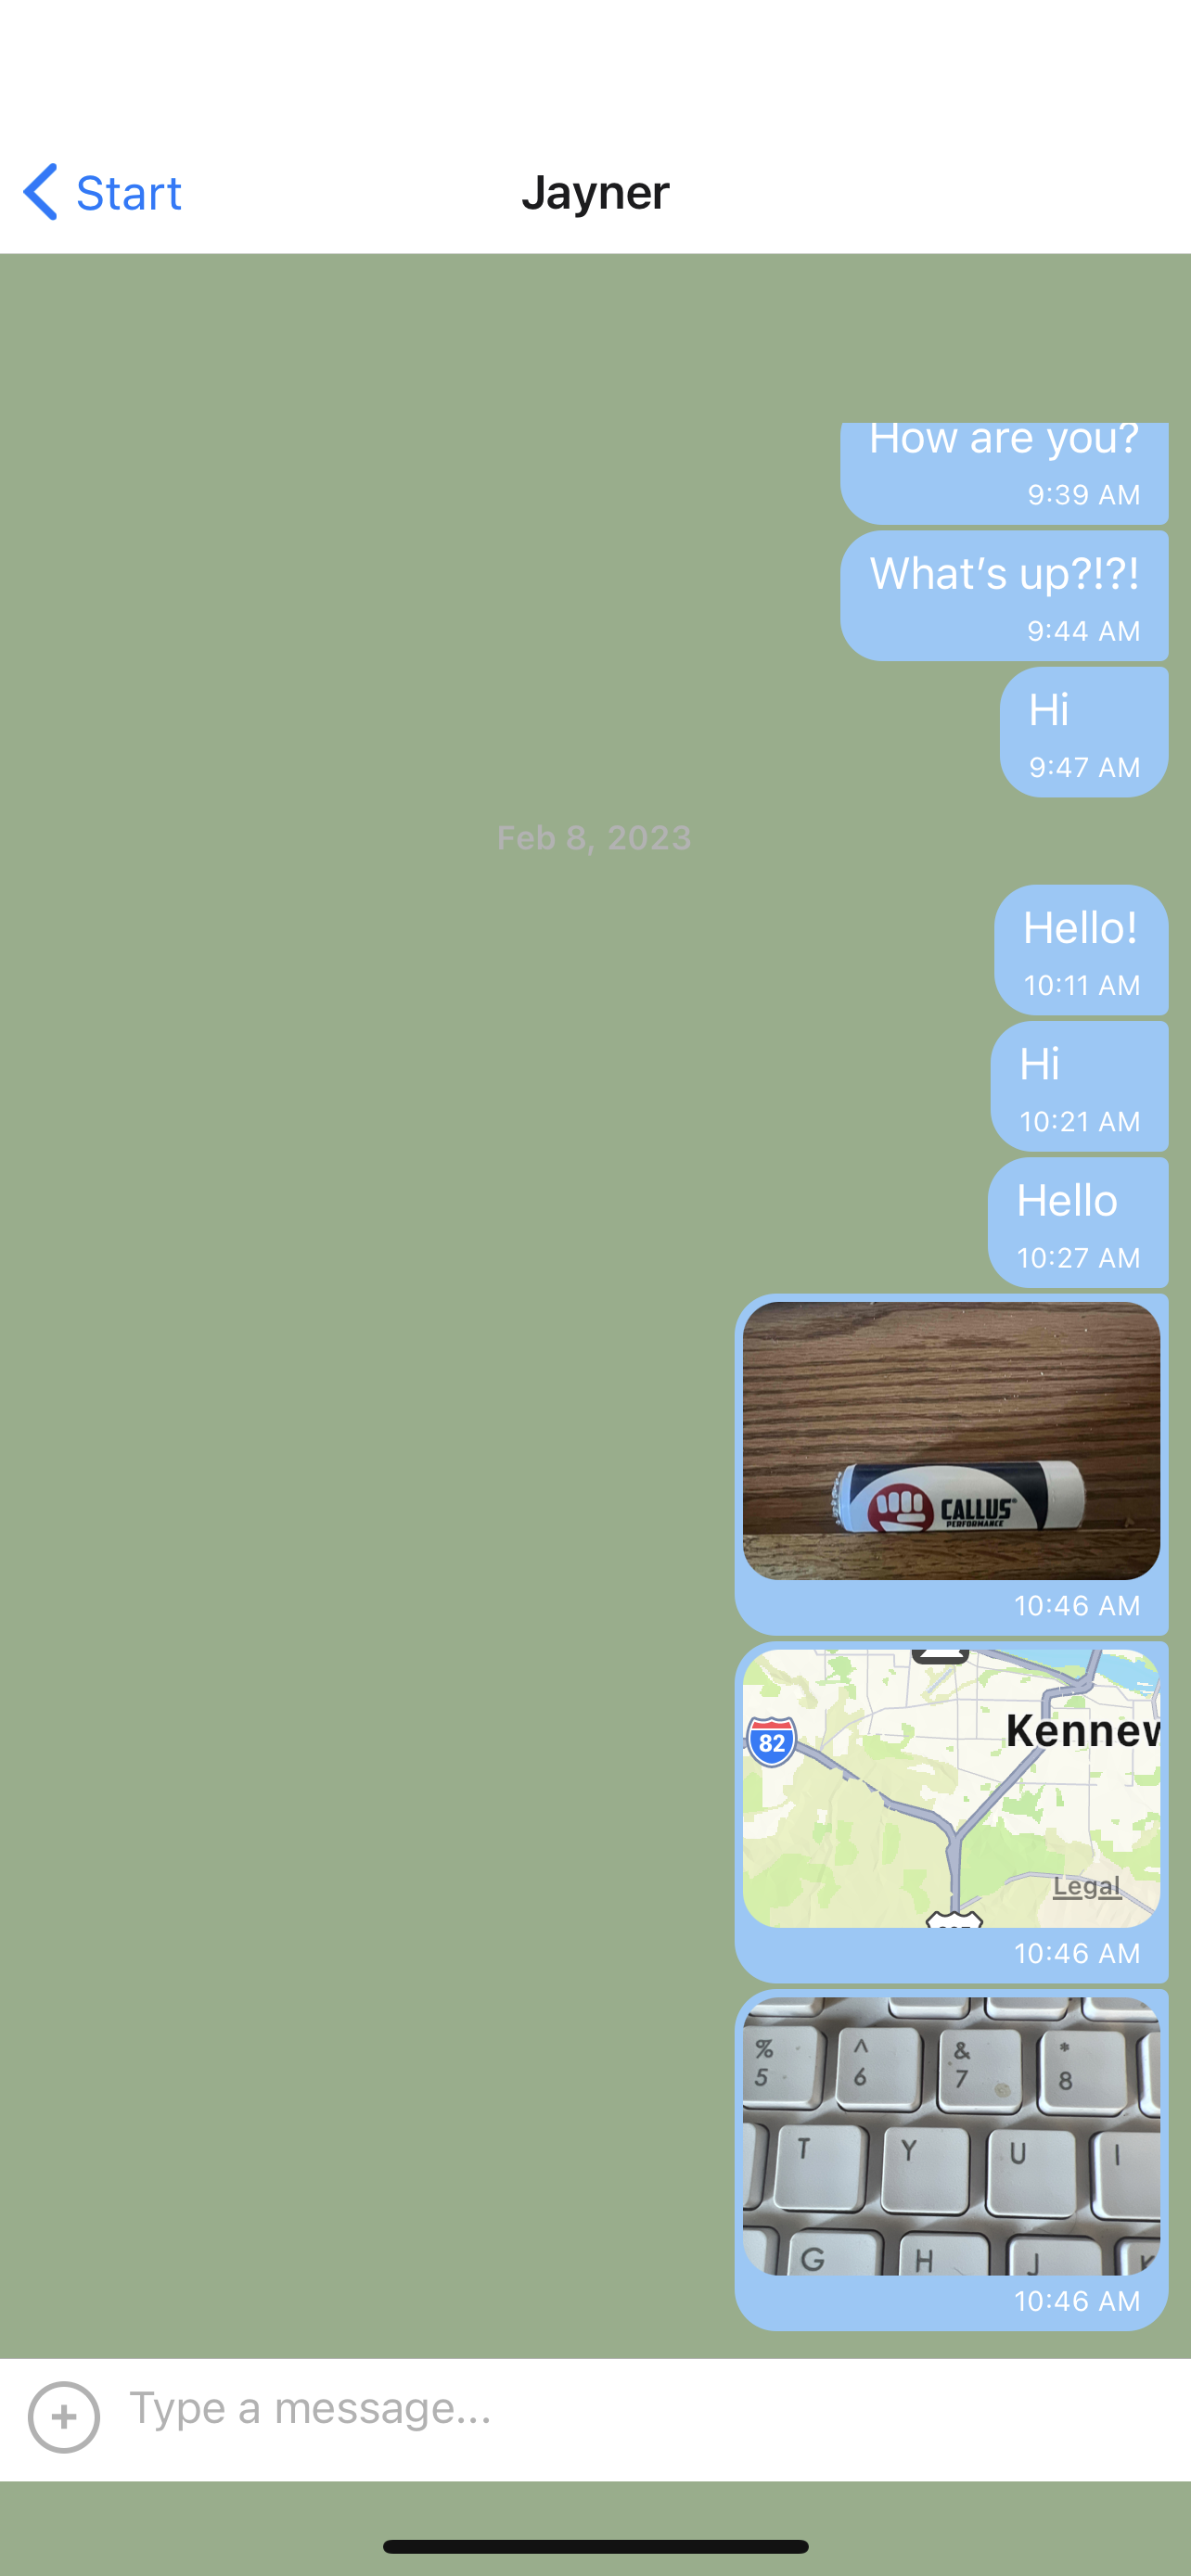 Start
Jayner
How are you?
9:39 AM
What’s up?!?!
9:44 AM
Hi
9:47 AM
Feb 8, 2023
Hello!
10:11 AM
Hi
10:21 AM
Hello
10:27 AM
CALLUS®
PERFORMANCE
10:46 AM
82
Kennew
Legal
10:46 AM
% ^ & *
5 6 7 8
T Y U I
G H J K
10:46 AM
Type a message...